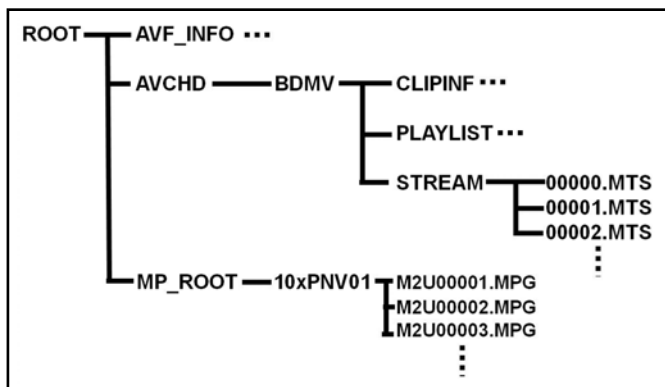 ROOT AVF_INFO ...
AVCHD BDMV CLIPINF ...
PLAYLIST ...
STREAM 00000.MTS
00001.MTS
00002.MTS
MP_ROOT 10xPNV01 M2U00001.MPG
M2U00002.MPG
M2U00003.MPG